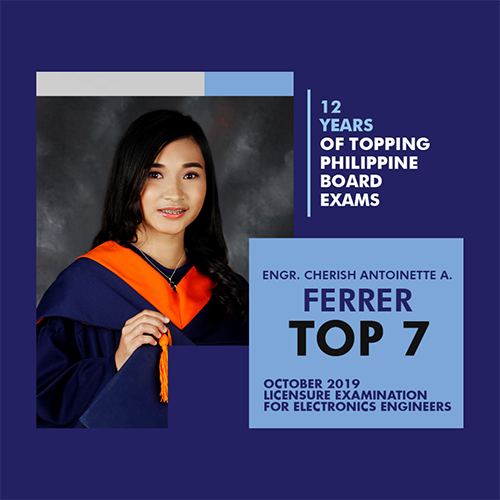 12
YEARS
OF TOPPING
PHILIPPINE
BOARD
EXAMS
ENGR. CHERISH ANTOINETTE A.
FERRER
TOP 7
OCTOBER 2019
LICENSURE EXAMINATION
FOR ELECTRONICS ENGINEERS